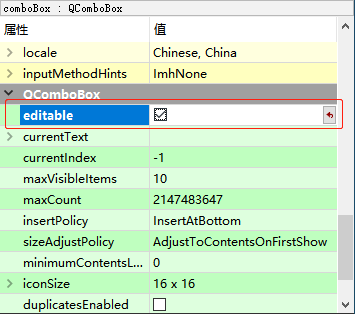 comboBox : QComboBox
属性 值
locale Chinese, China
inputMethodHints ImhNone
QComboBox
editable
currentText
currentIndex -1
maxVisibleItems 10
maxCount 2147483647
insertPolicy InsertAtBottom
sizeAdjustPolicy AdjustToContentsOnFirstShow
minimumContentsL... 0
iconSize 16 x 16
duplicatesEnabled